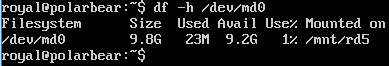 royal@polarbear:~$ df -h /dev/md0
Filesystem      Size  Used Avail Use% Mounted on
/dev/md0        9.8G   23M  9.2G   1% /mnt/rd5
royal@polarbear:~$